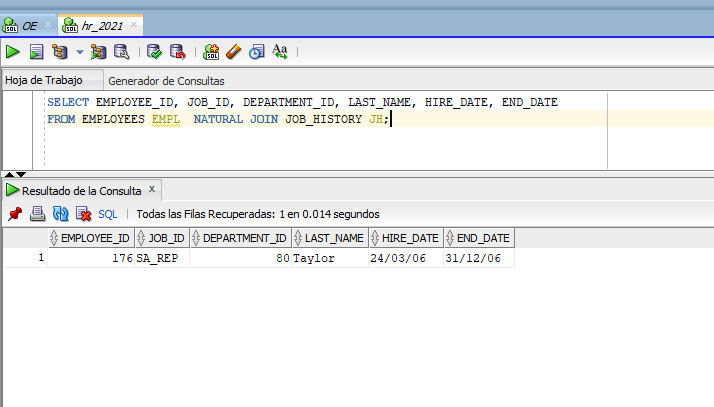 OE
hr_2021
Hoja de Trabajo Generador de Consultas
SELECT EMPLOYEE_ID, JOB_ID, DEPARTMENT_ID, LAST_NAME, HIRE_DATE, END_DATE
FROM EMPLOYEES EMPL  NATURAL JOIN JOB_HISTORY JH;
Resultado de la Consulta x
SQL | Todas las Filas Recuperadas: 1 en 0.014 segundos
EMPLOYEE_ID JOB_ID DEPARTMENT_ID LAST_NAME HIRE_DATE END_DATE
1 176 SA_REP 80 Taylor 24/03/06 31/12/06